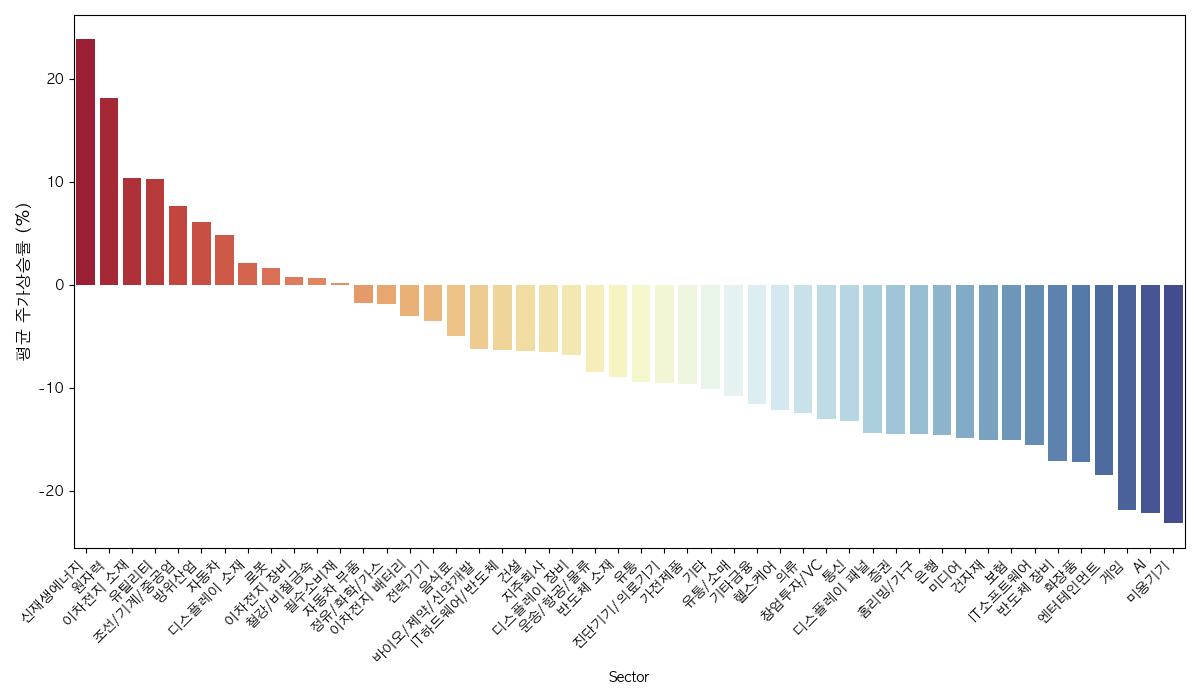 평균 주가상승률 (%)
20
10
0
-10
-20
신재생에너지
원자력
이차전지 소재
유틸리티
조선/기계/중공업
방위산업
자동차
디스플레이 소재
로봇
이차전지 장비
철강/비철금속
필수소비재
자동차 부품
정유/화학/가스
이차전지 배터리
전력기기
음식료
바이오/제약/신약개발
IT하드웨어/반도체
건설
지주회사
디스플레이 장비
운송/항공/물류
반도체 소재
유통
진단기기/의료기기
가전제품
기타
유통/소매
기타금융
헬스케어
의류
창업투자/VC
통신
디스플레이 패널
증권
홈리빙/가구
은행
미디어
건자재
보험
IT소프트웨어
반도체 장비
화장품
엔터테인먼트
게임
AI
미용기기
Sector